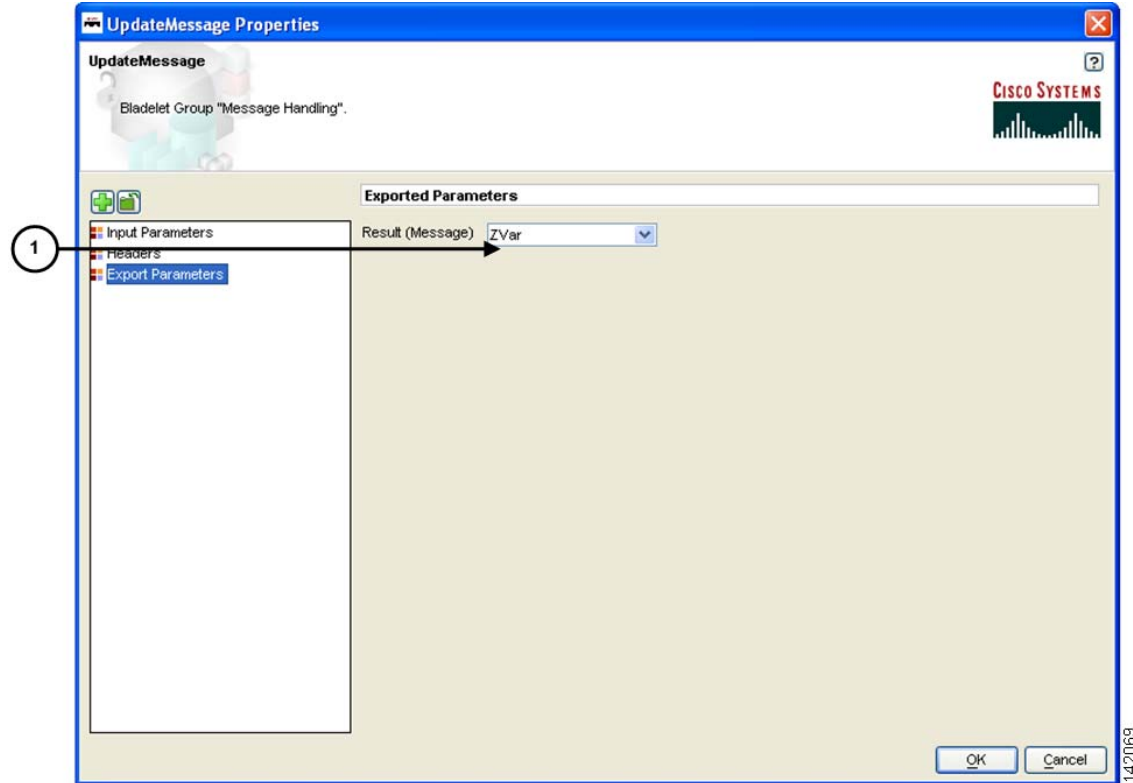 UpdateMessage Properties
UpdateMessage
?
Bladelet Group "Message Handling".
CISCO SYSTEMS
Exported Parameters
Input Parameters
Result (Message) ZVar
1
Headers
Export Parameters
OK Cancel
142069